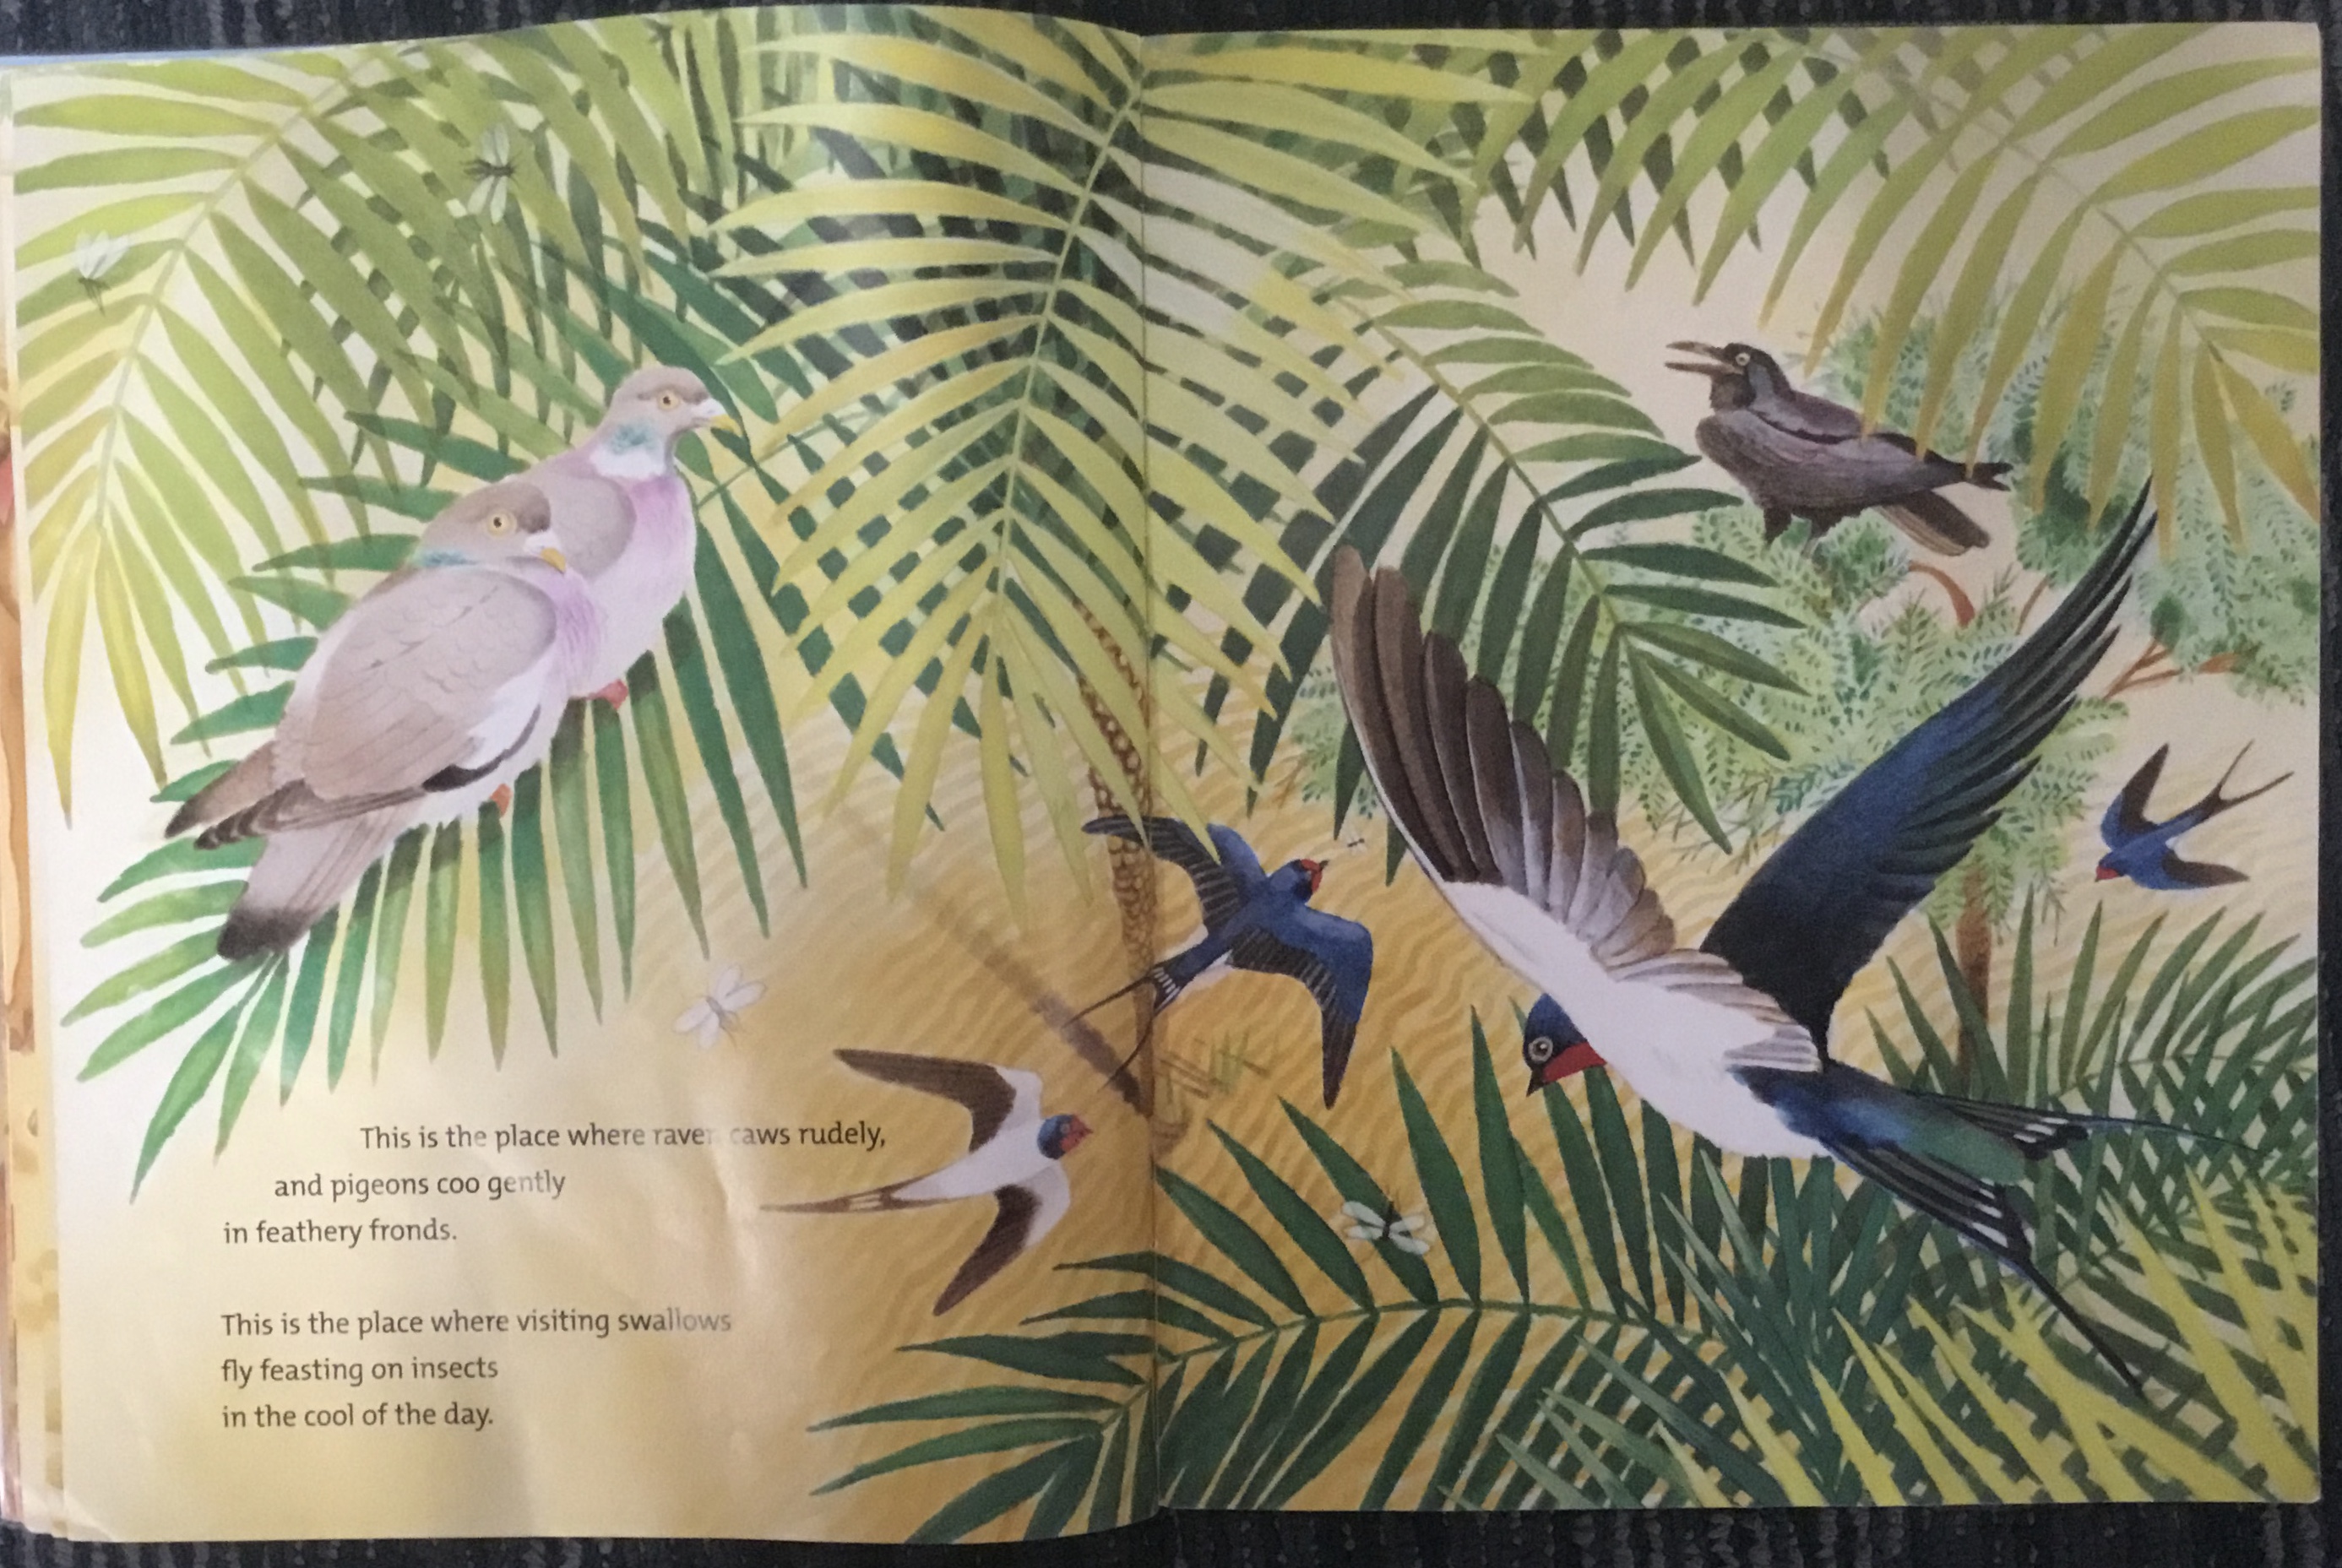 This is the place where raven caws rudely,
and pigeons coo gently
in feathery fronds.
This is the place where visiting swallows
fly feasting on insects
in the cool of the day.